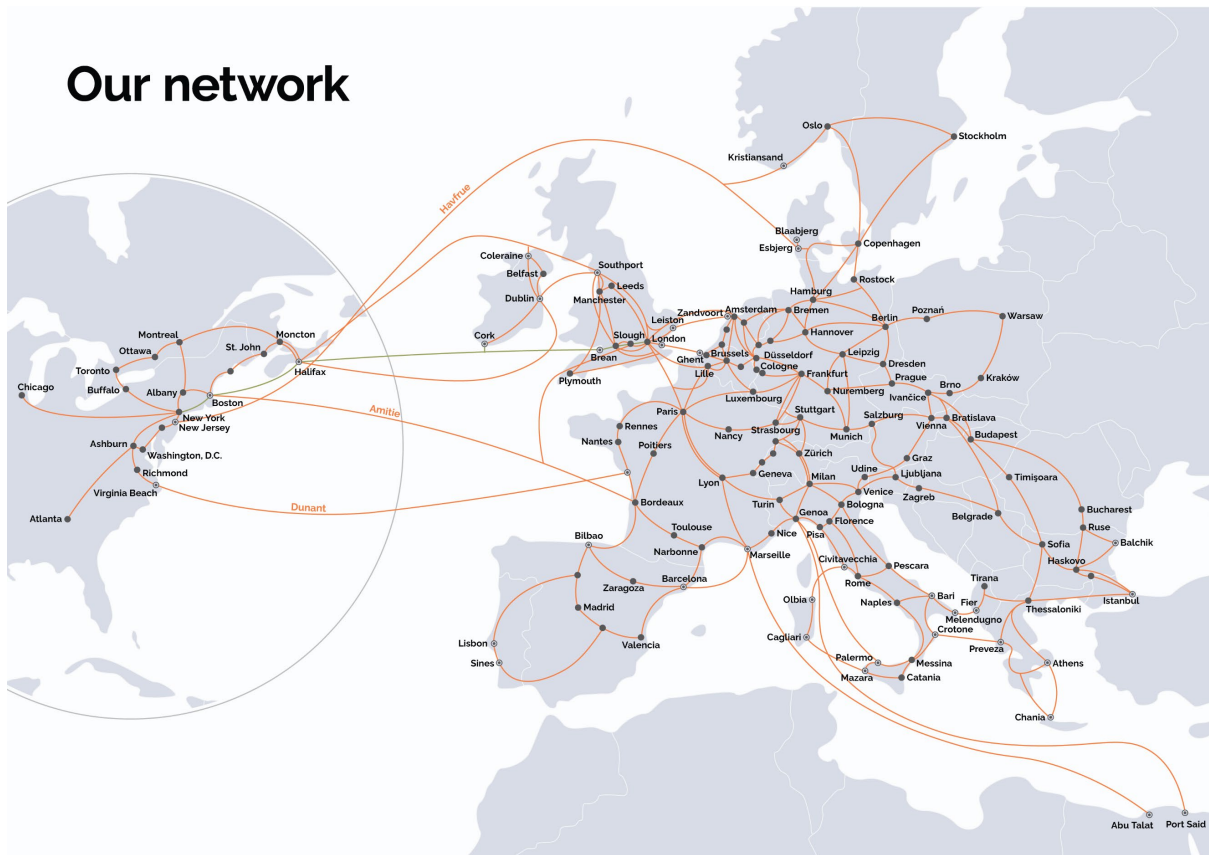 Our network
Oslo
Stockholm
Kristiansand
Havfrue
Blaabjerg
Esbjerg
Copenhagen
Coleraine
Southport
Belfast
Leeds
Rostock
Dublin
Manchester
Hamburg
Leiston
Zandvoort
Amsterdam
Bremen
Poznań
Warsaw
Berlin
Montreal
Moncton
Cork
Slough
London
Hannover
Ottawa
St. John
Brean
Ghent
Brussels
Düsseldorf
Leipzig
Toronto
Halifax
Lille
Cologne
Dresden
Plymouth
Frankfurt
Prague
Kraków
Chicago
Buffalo
Albany
Boston
Luxembourg
Nuremberg
Ivančice
Brno
Amitie
New York
New Jersey
Paris
Stuttgart
Salzburg
Bratislava
Rennes
Nancy
Strasbourg
Munich
Vienna
Budapest
Ashburn
Nantes
Poitiers
Washington, D.C.
Zürich
Graz
Richmond
Geneva
Udine
Ljubljana
Timişoara
Virginia Beach
Lyon
Milan
Venice
Zagreb
Dunant
Bordeaux
Turin
Bologna
Bucharest
Atlanta
Genoa
Florence
Belgrade
Ruse
Toulouse
Nice
Pisa
Bilbao
Narbonne
Marseille
Sofia
Balchik
Civitavecchia
Pescara
Haskovo
Zaragoza
Barcelona
Rome
Tirana
Olbia
Naples
Bari
Fier
Istanbul
Madrid
Melendugno
Thessaloniki
Cagliari
Crotone
Lisbon
Valencia
Preveza
Sines
Palermo
Messina
Athens
Mazara
Catania
Chania
Abu Talat
Port Said